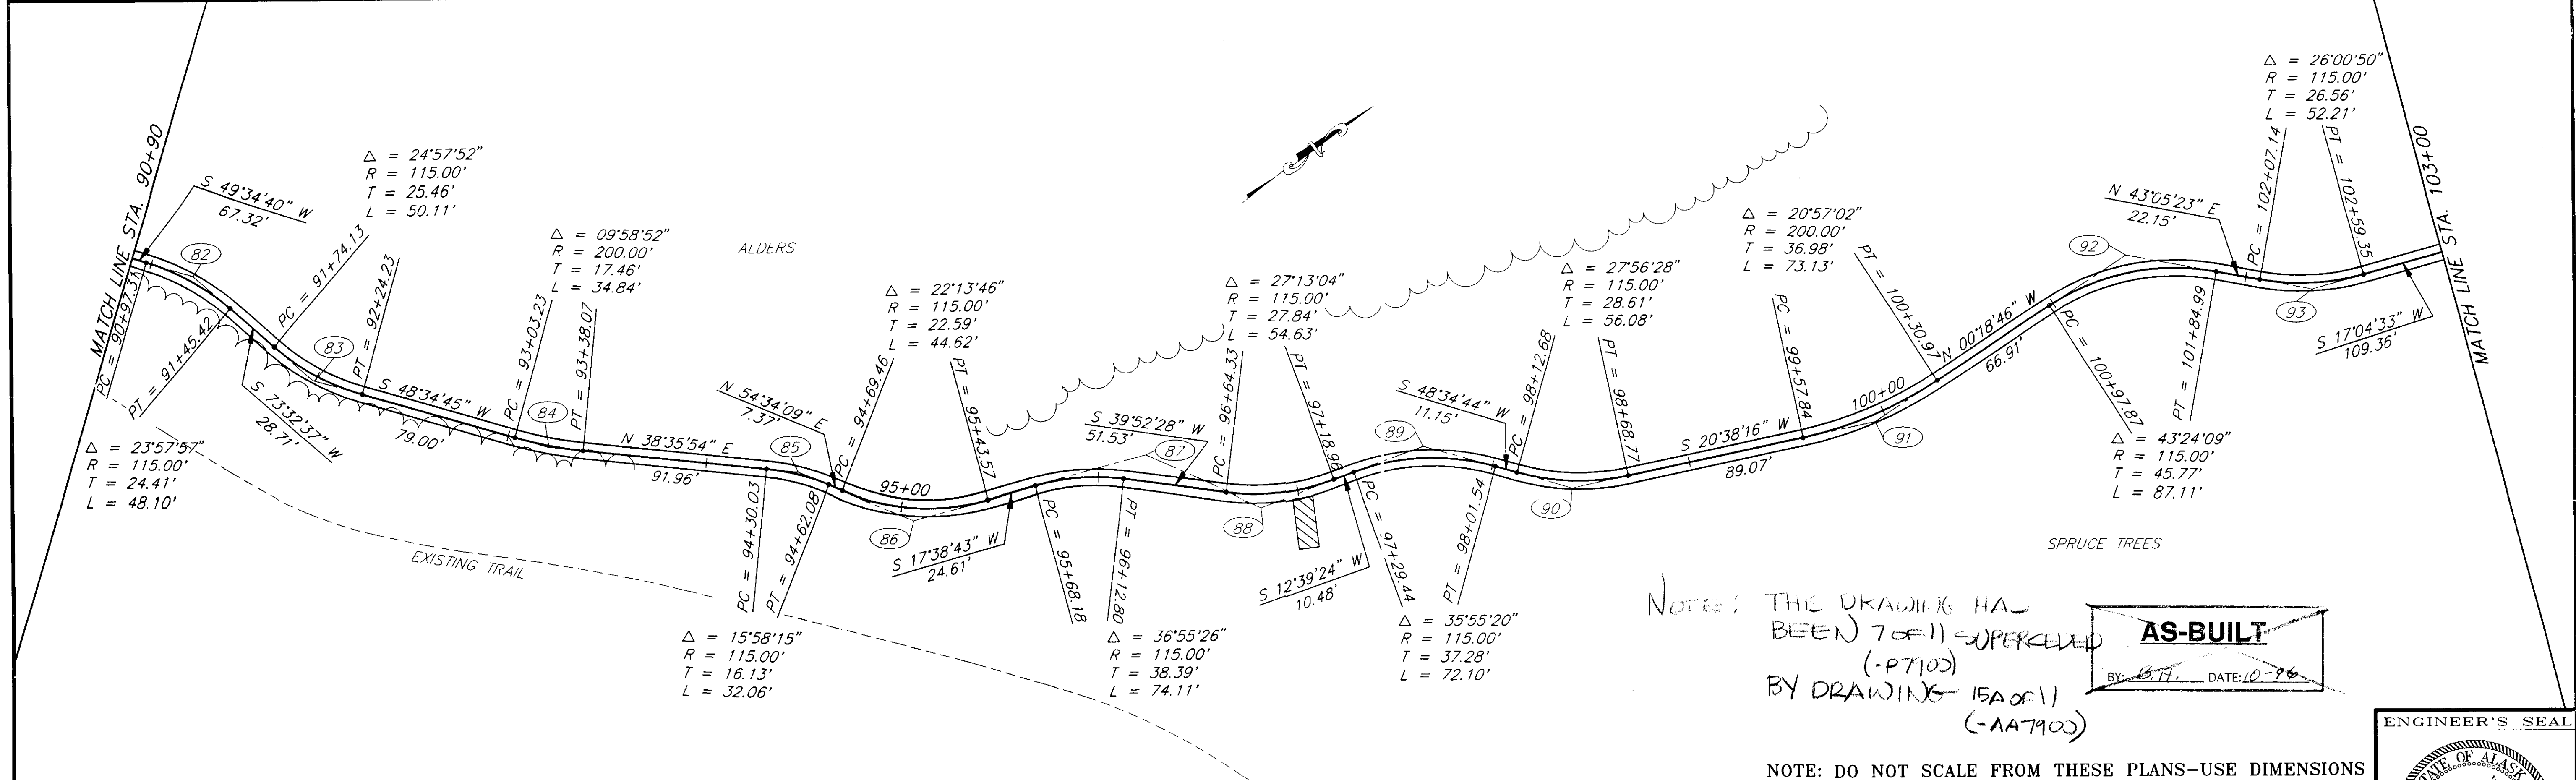 MATCH LINE STA. 90+90
S 49°34'40" W
67.32'
82
PC = 90+97.31
PT = 91+45.42
Δ = 23°57'57"
R = 115.00'
T = 24.41'
L = 48.10'
S 73°32'37" W
28.71'
Δ = 24°57'52"
R = 115.00'
T = 25.46'
L = 50.11'
PC = 91+74.13
83
PT = 92+24.23
S 48°34'45" W
79.00'
Δ = 09°58'52"
R = 200.00'
T = 17.46'
L = 34.84'
PC = 93+03.23
84
PT = 93+38.07
N 38°35'54" E
91.96'
EXISTING TRAIL
ALDERS
N 54°34'09" E
7.37'
85
PC = 94+30.03
PT = 94+62.08
Δ = 15°58'15"
R = 115.00'
T = 16.13'
L = 32.06'
Δ = 22°13'46"
R = 115.00'
T = 22.59'
L = 44.62'
PC = 94+69.46
95+00
86
PT = 95+43.57
S 17°38'43" W
24.61'
PC = 95+68.18
PT = 96+12.80
Δ = 36°55'26"
R = 115.00'
T = 38.39'
L = 74.11'
S 39°52'28" W
51.53'
87
Δ = 27°13'04"
R = 115.00'
T = 27.84'
L = 54.63'
PC = 96+64.33
88
PT = 97+18.96
S 12°39'24" W
10.48'
PC = 97+29.44
89
PT = 98+01.54
Δ = 35°55'20"
R = 115.00'
T = 37.28'
L = 72.10'
S 48°34'44" W
11.15'
Δ = 27°56'28"
R = 115.00'
T = 28.61'
L = 56.08'
PC = 98+12.68
90
PT = 98+68.77
S 20°38'16" W
89.07'
Δ = 20°57'02"
R = 200.00'
T = 36.98'
L = 73.13'
PC = 99+57.84
100+00
91
PT = 100+30.97
N 00°18'46" W
66.91'
PC = 100+97.87
92
PT = 101+84.99
Δ = 43°24'09"
R = 115.00'
T = 45.77'
L = 87.11'
N 43°05'23" E
22.15'
Δ = 26°00'50"
R = 115.00'
T = 26.56'
L = 52.21'
PC = 102+07.14
93
PT = 102+59.35
S 17°04'33" W
109.36'
MATCH LINE STA. 103+00
SPRUCE TREES
NOTE: THE DRAWING HAS
BEEN 7 OF 11 SUPERCEDED
(-P7900)
BY DRAWING 15A OF 11
(-AA7900)
AS-BUILT
BY: B.A. DATE: 10-96
NOTE: DO NOT SCALE FROM THESE PLANS-USE DIMENSIONS
ENGINEER'S SEAL
STATE OF ALASK